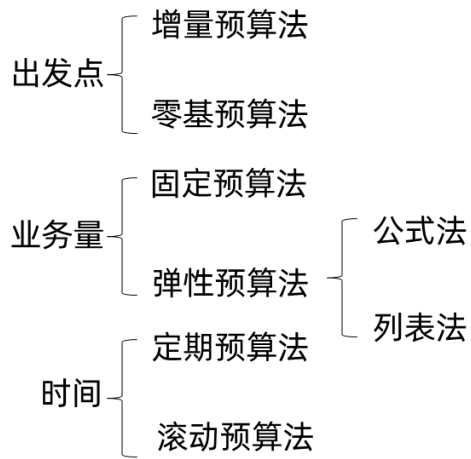 出发点
增量预算法
零基预算法
业务量
固定预算法
弹性预算法
公式法
列表法
时间
定期预算法
滚动预算法